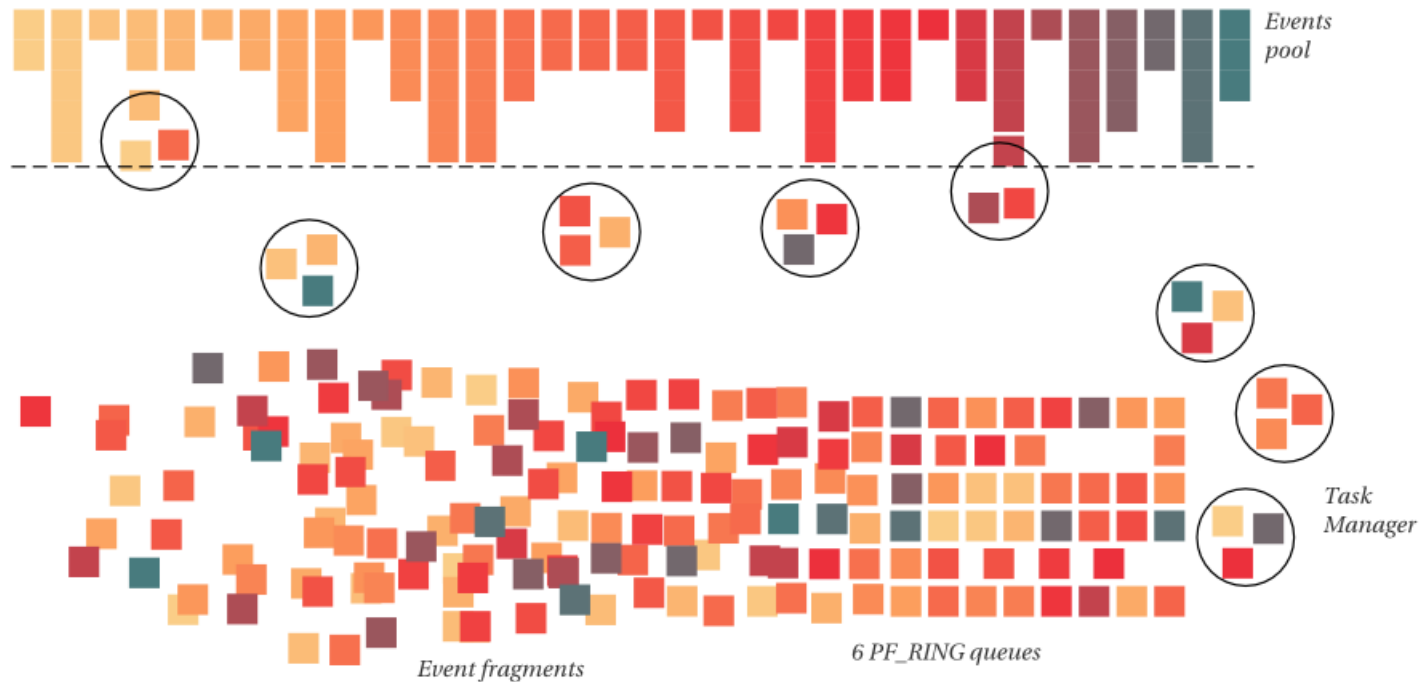 Events
pool
Task
Manager
6 PF_RING queues
Event fragments